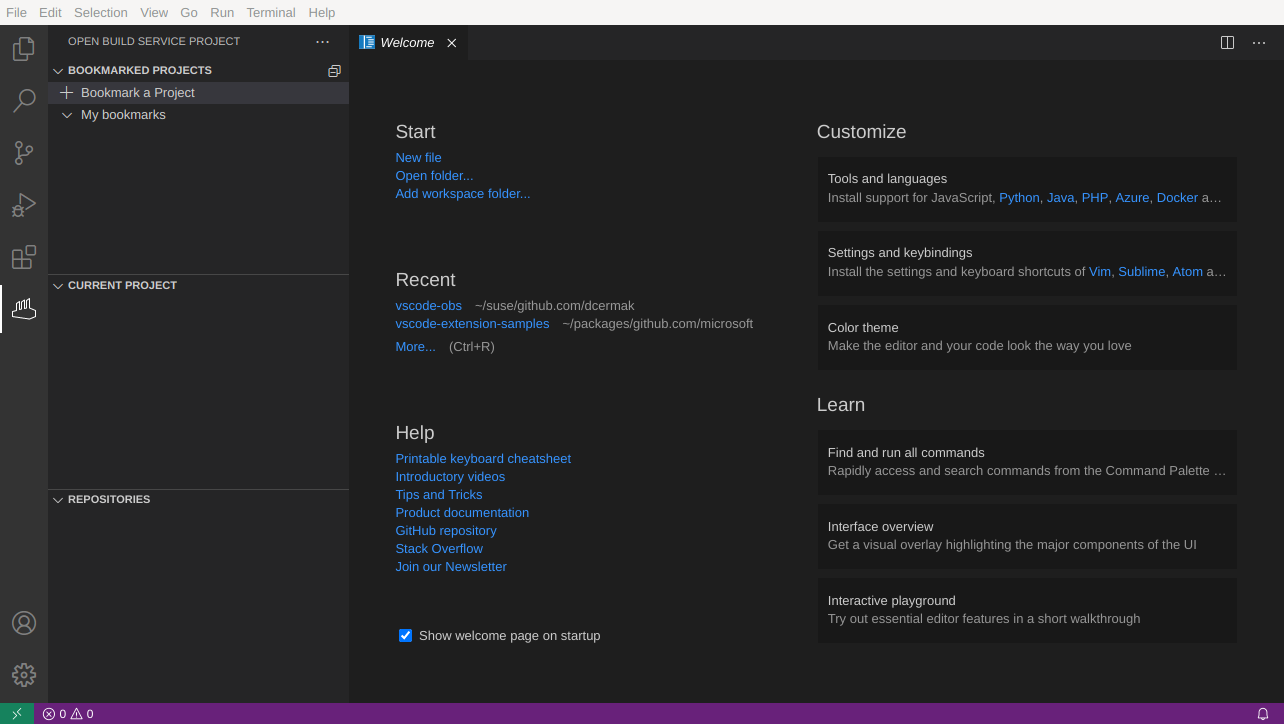 File Edit Selection View Go Run Terminal Help
OPEN BUILD SERVICE PROJECT
BOOKMARKED PROJECTS
Bookmark a Project
My bookmarks
CURRENT PROJECT
REPOSITORIES
Welcome
Start
New file
Open folder...
Add workspace folder...
Recent
vscode-obs ~/suse/github.com/dcermak
vscode-extension-samples ~/packages/github.com/microsoft
More... (Ctrl+R)
Help
Printable keyboard cheatsheet
Introductory videos
Tips and Tricks
Product documentation
GitHub repository
Stack Overflow
Join our Newsletter
Show welcome page on startup
Customize
Tools and languages
Install support for JavaScript, Python, Java, PHP, Azure, Docker a…
Settings and keybindings
Install the settings and keyboard shortcuts of Vim, Sublime, Atom a…
Color theme
Make the editor and your code look the way you love
Learn
Find and run all commands
Rapidly access and search commands from the Command Palette …
Interface overview
Get a visual overlay highlighting the major components of the UI
Interactive playground
Try out essential editor features in a short walkthrough
0 0